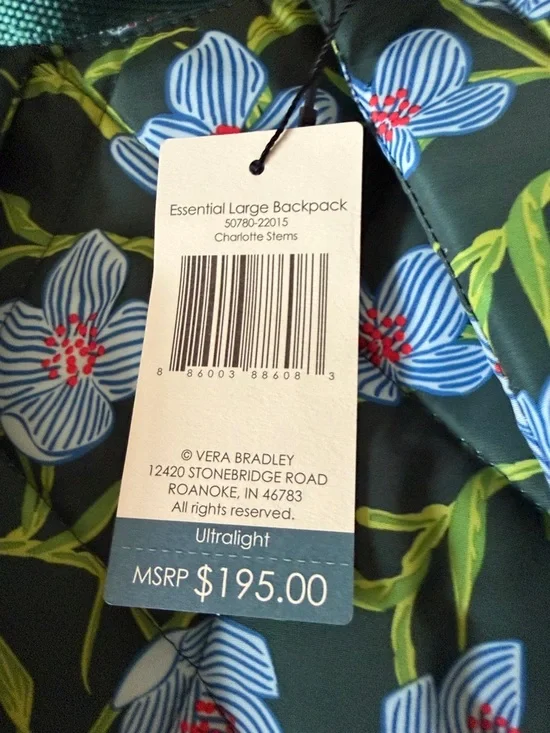 Essential Large Backpack
50780-22015
Charlotte Stems
8 86003 88608 3
© VERA BRADLEY
12420 STONEBRIDGE ROAD
ROANOKE, IN 46783
All rights reserved.
Ultralight
MSRP $195.00